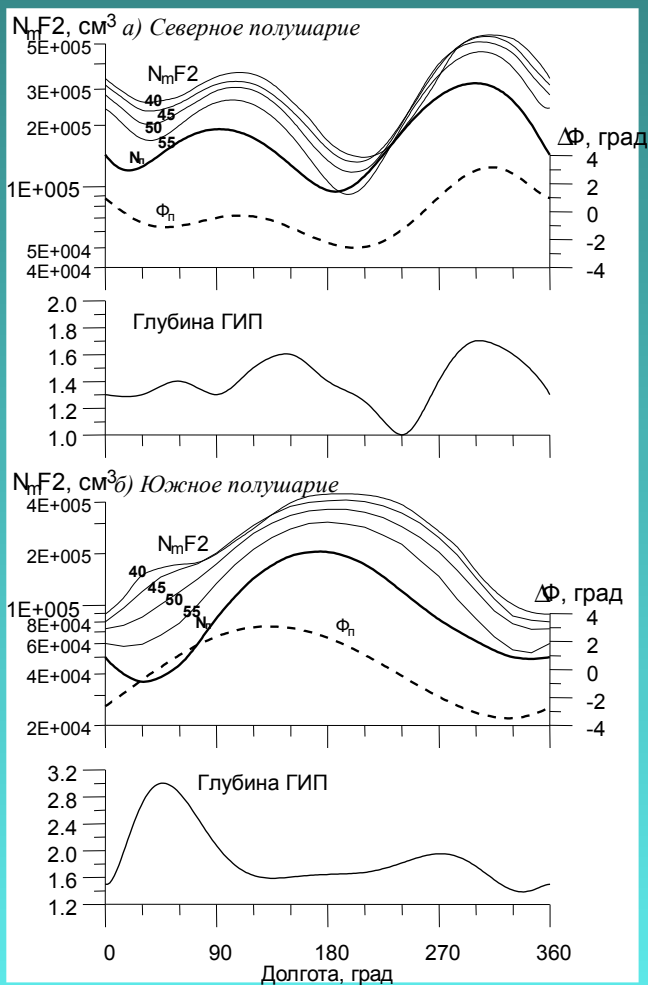 NmF2, см3 а) Северное полушарие
5E+005
NmF2
3E+005
40
45
2E+005
50
55
ΔΦ, град
Nп
4
1E+005
2
Φп
0
5E+004
-2
4E+004
-4
2.0
Глубина ГИП
1.8
1.6
1.4
1.2
1.0
NmF2, см3 б) Южное полушарие
4E+005
NmF2
2E+005
40
45
50
1E+005
55
ΔΦ, град
8E+004
Nп
Φп
4
6E+004
2
4E+004
0
-2
2E+004
-4
3.2
Глубина ГИП
2.8
2.4
2.0
1.6
1.2
0 90 180 270 360
Долгота, град